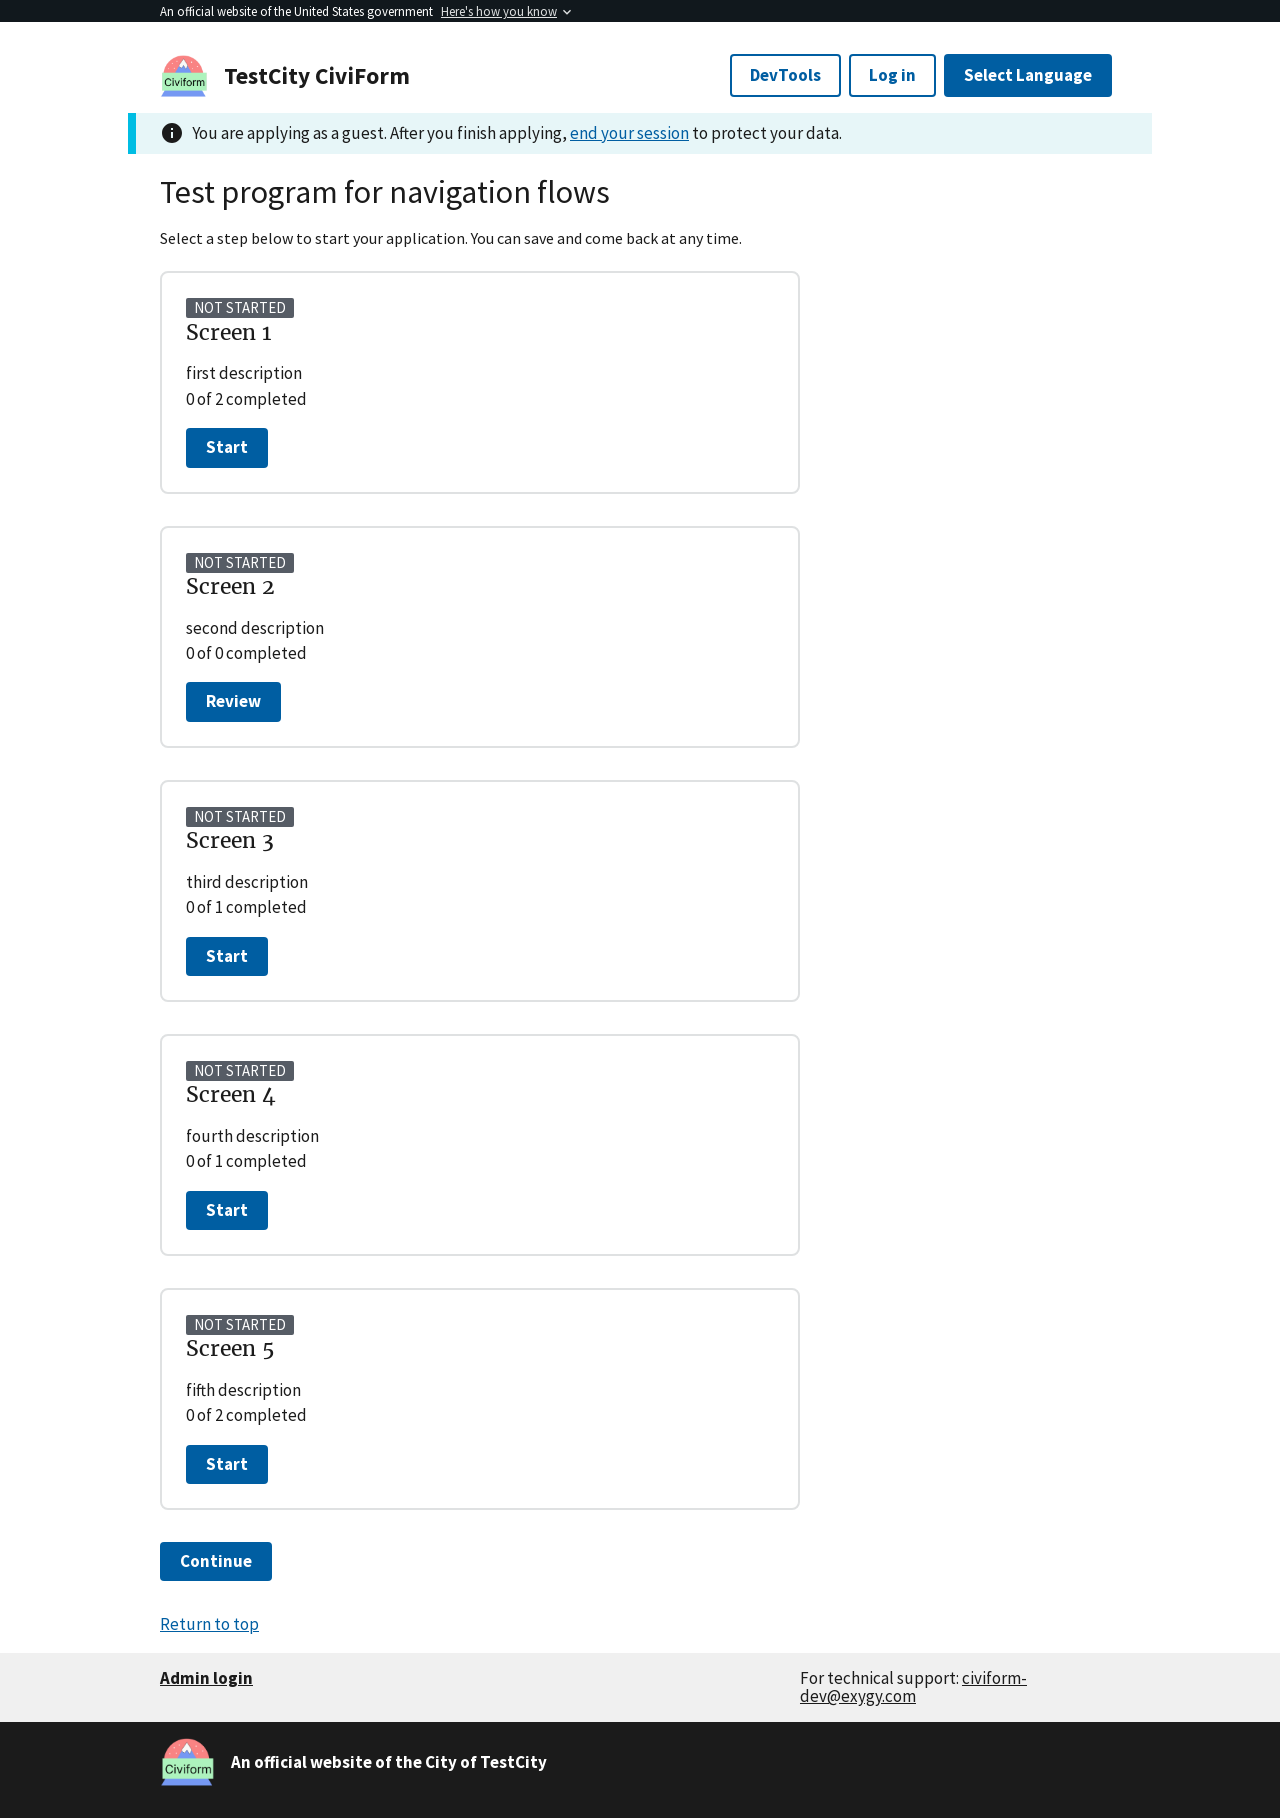 An official website of the United States government Here's how you know
Civiform
TestCity CiviForm
DevTools
Log in
Select Language
You are applying as a guest. After you finish applying, end your session to protect your data.
Test program for navigation flows
Select a step below to start your application. You can save and come back at any time.
NOT STARTED
Screen 1
first description
0 of 2 completed
Start
NOT STARTED
Screen 2
second description
0 of 0 completed
Review
NOT STARTED
Screen 3
third description
0 of 1 completed
Start
NOT STARTED
Screen 4
fourth description
0 of 1 completed
Start
NOT STARTED
Screen 5
fifth description
0 of 2 completed
Start
Continue
Return to top
Admin login
For technical support: civiform-
dev@exygy.com
Civiform
An official website of the City of TestCity